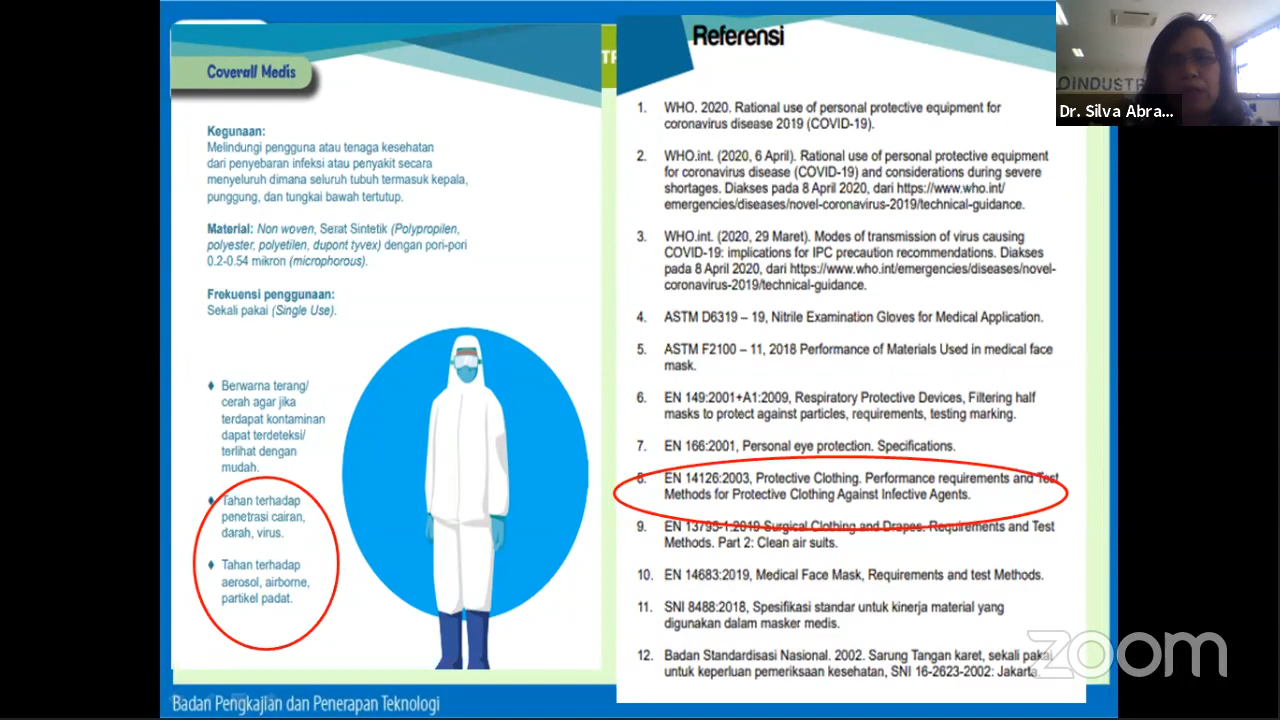 Coverall Medis
Kegunaan:
Melindungi pengguna atau tenaga kesehatan
dari penyebaran infeksi atau penyakit secara
menyeluruh dimana seluruh tubuh termasuk kepala,
punggung, dan tungkai bawah tertutup.
Material: Non woven, Serat Sintetik (Polypropilen,
polyester, polyetilen, dupont tyvex) dengan pori-pori
0.2-0.54 mikron (microphorous).
Frekuensi penggunaan:
Sekali pakai (Single Use).
♦ Berwarna terang/
cerah agar jika
terdapat kontaminan
dapat terdeteksi/
terlihat dengan
mudah.
♦ Tahan terhadap
penetrasi cairan,
darah, virus.
♦ Tahan terhadap
aerosol, airborne,
partikel padat.
Badan Pengkajian dan Penerapan Teknologi
Referensi
1. WHO. 2020. Rational use of personal protective equipment for
coronavirus disease 2019 (COVID-19).
2. WHO.int. (2020, 6 April). Rational use of personal protective equipment
for coronavirus disease (COVID-19) and considerations during severe
shortages. Diakses pada 8 April 2020, dari https://www.who.int/
emergencies/diseases/novel-coronavirus-2019/technical-guidance.
3. WHO.int. (2020, 29 Maret). Modes of transmission of virus causing
COVID-19: implications for IPC precaution recommendations. Diakses
pada 8 April 2020, dari https://www.who.int/emergencies/diseases/novel-
coronavirus-2019/technical-guidance.
4. ASTM D6319 – 19, Nitrile Examination Gloves for Medical Application.
5. ASTM F2100 – 11, 2018 Performance of Materials Used in medical face
mask.
6. EN 149:2001+A1:2009, Respiratory Protective Devices, Filtering half
masks to protect against particles, requirements, testing marking.
7. EN 166:2001, Personal eye protection. Specifications.
8. EN 14126:2003, Protective Clothing. Performance requirements and Test
Methods for Protective Clothing Against Infective Agents.
9. EN 13795-1:2019 Surgical Clothing and Drapes. Requirements and Test
Methods. Part 2: Clean air suits.
10. EN 14683:2019, Medical Face Mask, Requirements and test Methods.
11. SNI 8488:2018, Spesifikasi standar untuk kinerja material yang
digunakan dalam masker medis.
12. Badan Standardisasi Nasional. 2002. Sarung Tangan karet, sekali pakai
untuk keperluan pemeriksaan kesehatan, SNI 16-2623-2002: Jakarta.
Dr. Silva Abra...
zoom